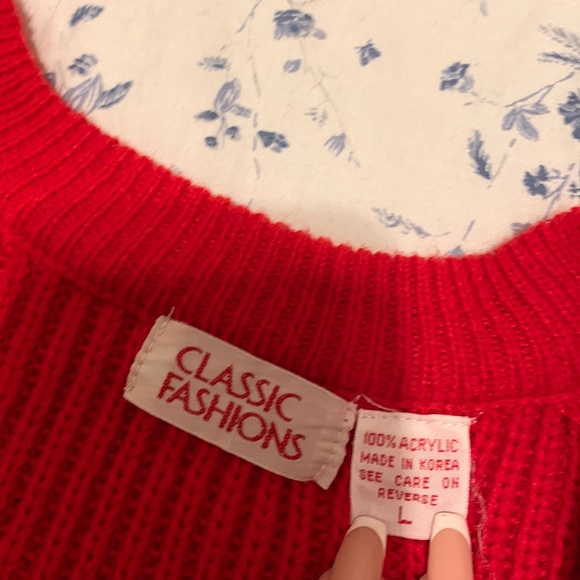 CLASSIC
FASHIONS
100% ACRYLIC
MADE IN KOREA
SEE CARE ON
REVERSE
L